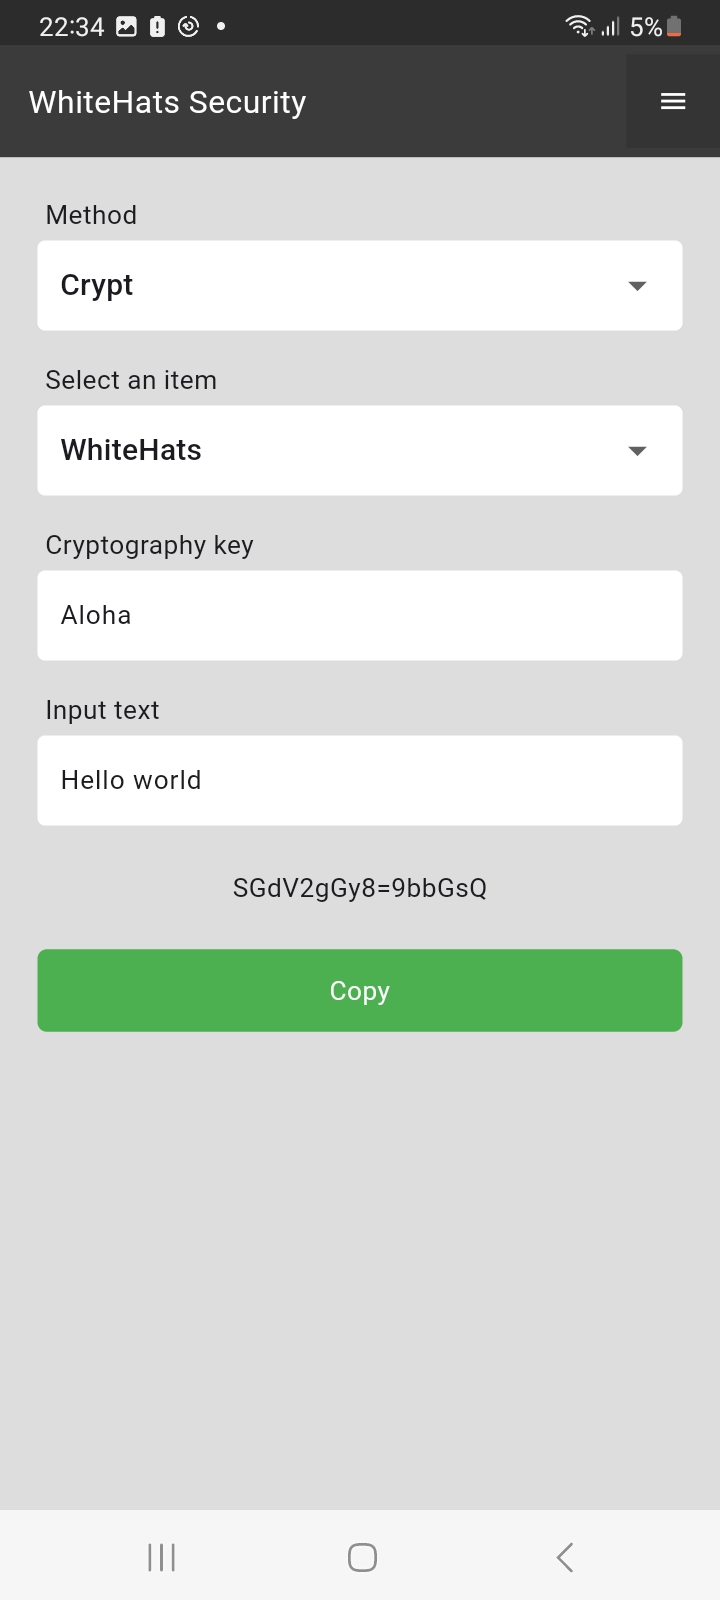 22:34 5%
WhiteHats Security
Method
Crypt
Select an item
WhiteHats
Cryptography key
Aloha
Input text
Hello world
SGdV2gGy8=9bbGsQ
Copy